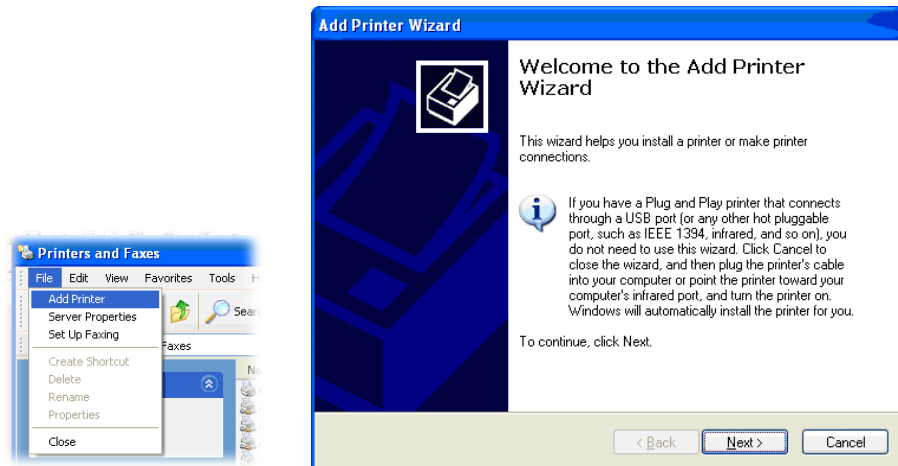 Printers and Faxes
File Edit View Favorites Tools
Add Printer
Server Properties
Set Up Faxing
Create Shortcut
Delete
Rename
Properties
Close
Faxes
Add Printer Wizard
Welcome to the Add Printer
Wizard
This wizard helps you install a printer or make printer
connections.
If you have a Plug and Play printer that connects
through a USB port (or any other hot pluggable
port, such as IEEE 1394, infrared, and so on), you
do not need to use this wizard. Click Cancel to
close the wizard, and then plug the printer's cable
into your computer or point the printer toward your
computer's infrared port, and turn the printer on.
Windows will automatically install the printer for you.
To continue, click Next.
< Back Next > Cancel